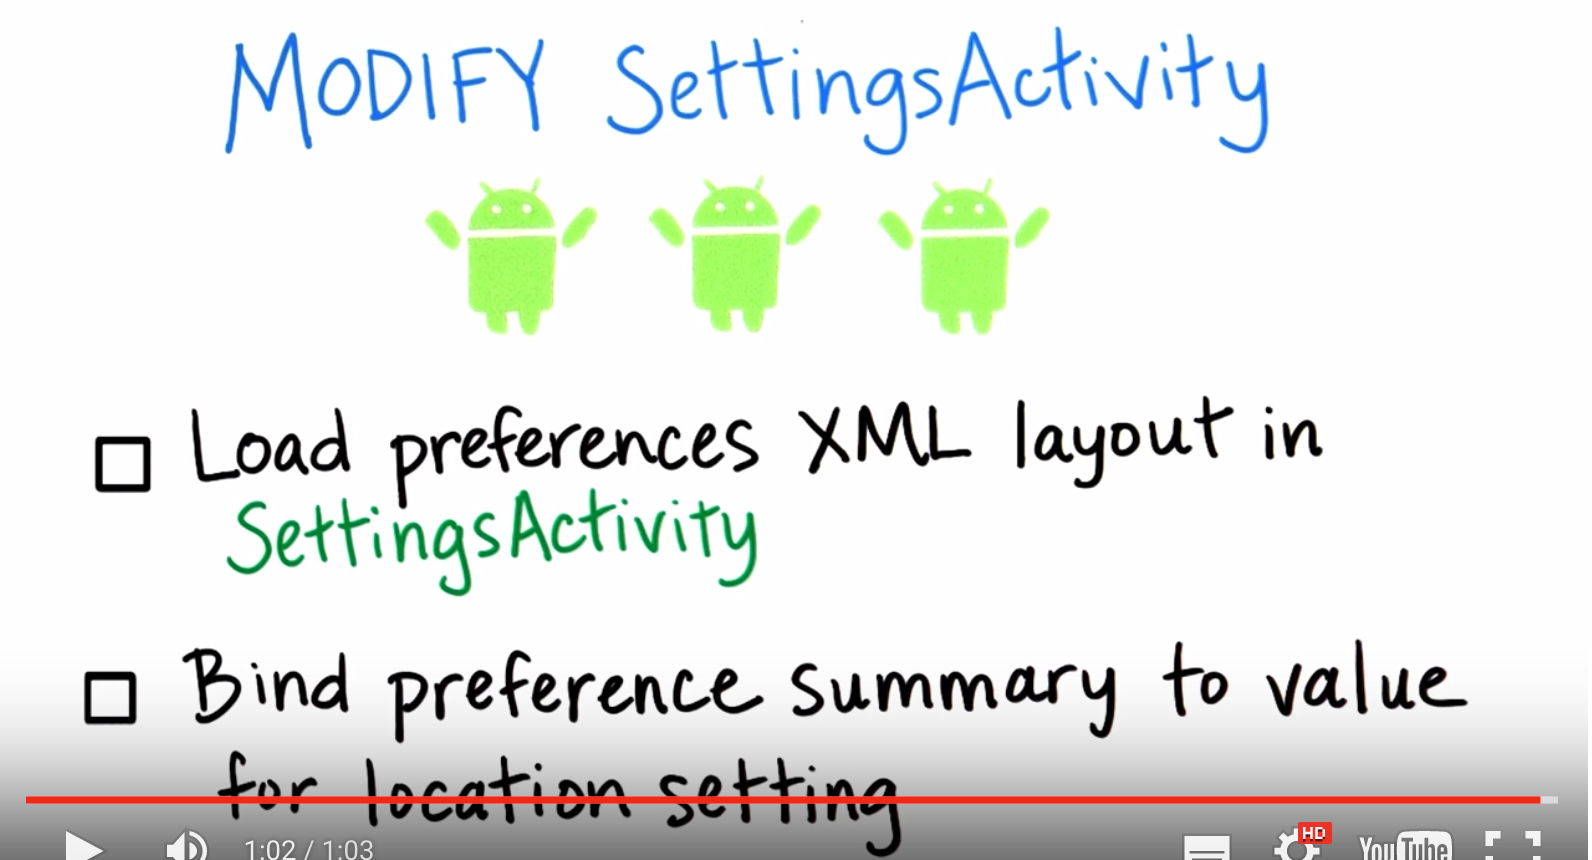 MODIFY SettingsActivity
Load preferences XML layout in
SettingsActivity
Bind preference summary to value
for location setting
1:02 / 1:03
HD
YouTube